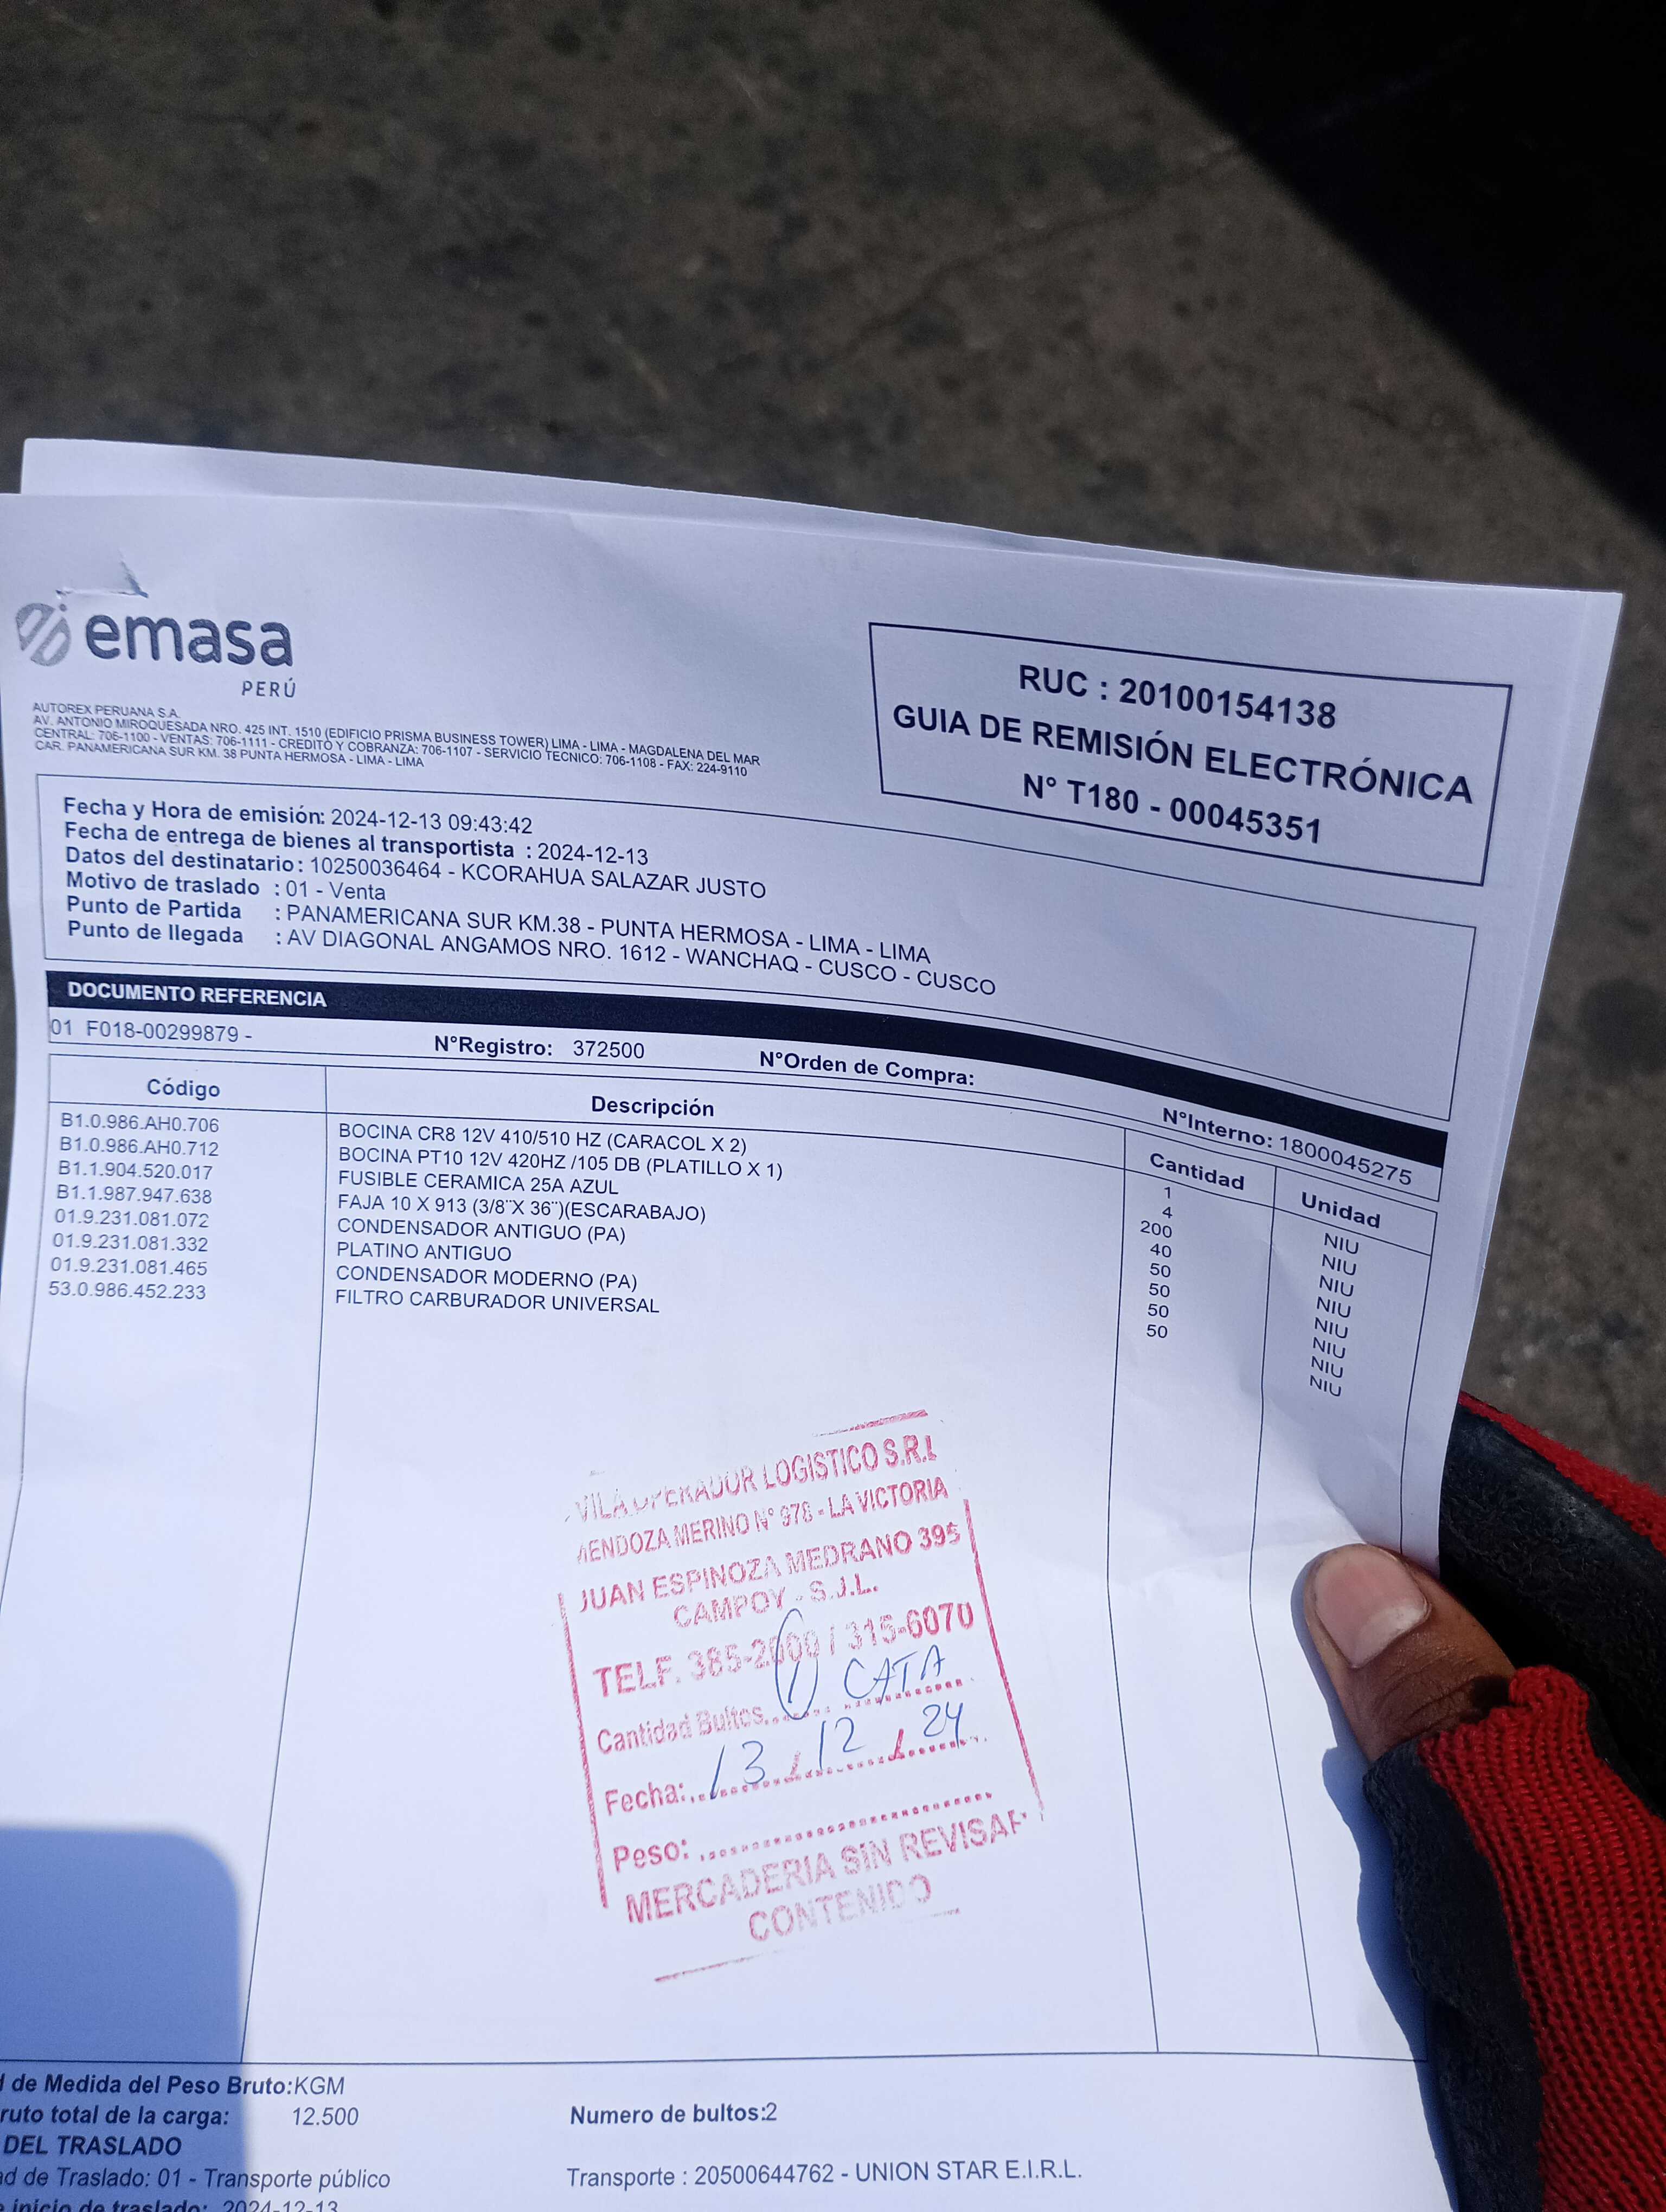 emasa
PERÚ
RUC : 20100154138
GUIA DE REMISIÓN ELECTRÓNICA
N° T180 - 00045351
AUTOREX PERUANA S.A.
AV. ANTONIO MIROQUESADA NRO. 425 INT. 1510 (EDIFICIO PRISMA BUSINESS TOWER) LIMA - LIMA - MAGDALENA DEL MAR
CENTRAL: 706-1100 - VENTAS: 706-1111 - CREDITO Y COBRANZA: 706-1107 - SERVICIO TECNICO: 706-1108 - FAX: 224-9110
CAR. PANAMERICANA SUR KM. 38 PUNTA HERMOSA - LIMA - LIMA
Fecha y Hora de emisión: 2024-12-13 09:43:42
Fecha de entrega de bienes al transportista : 2024-12-13
Datos del destinatario : 10250036464 - KCORAHUA SALAZAR JUSTO
Motivo de traslado : 01 - Venta
Punto de Partida : PANAMERICANA SUR KM.38 - PUNTA HERMOSA - LIMA - LIMA
Punto de llegada : AV DIAGONAL ANGAMOS NRO. 1612 - WANCHAQ - CUSCO - CUSCO
DOCUMENTO REFERENCIA
01 F018-00299879 - N°Registro: 372500 N°Orden de Compra: N°Interno: 1800045275
Código Descripción Cantidad Unidad
B1.0.986.AH0.706 BOCINA CR8 12V 410/510 HZ (CARACOL X 2) 1 NIU
B1.0.986.AH0.712 BOCINA PT10 12V 420HZ /105 DB (PLATILLO X 1) 4 NIU
B1.1.904.520.017 FUSIBLE CERAMICA 25A AZUL 200 NIU
B1.1.987.947.638 FAJA 10 X 913 (3/8¨X 36¨)(ESCARABAJO) 40 NIU
01.9.231.081.072 CONDENSADOR ANTIGUO (PA) 50 NIU
01.9.231.081.332 PLATINO ANTIGUO 50 NIU
01.9.231.081.465 CONDENSADOR MODERNO (PA) 50 NIU
53.0.986.452.233 FILTRO CARBURADOR UNIVERSAL 50 NIU
OPERADOR LOGISTICO S.R.L
MERINO N° 978 - LA VICTORIA
JUAN ESPINOZA MEDRANO 395
CAMPOY - S.J.L.
TELF. 385-2000 / 315-6070
Cantidad Bultos 1 CATA
Fecha: 13 / 12 / 24
Peso:
MERCADERIA SIN REVISAR
CONTENIDO
de Medida del Peso Bruto:KGM
total de la carga: 12.500 Numero de bultos:2
DEL TRASLADO
de Traslado: 01 - Transporte público Transporte : 20500644762 - UNION STAR E.I.R.L.
inicio de traslado: 2024-12-13